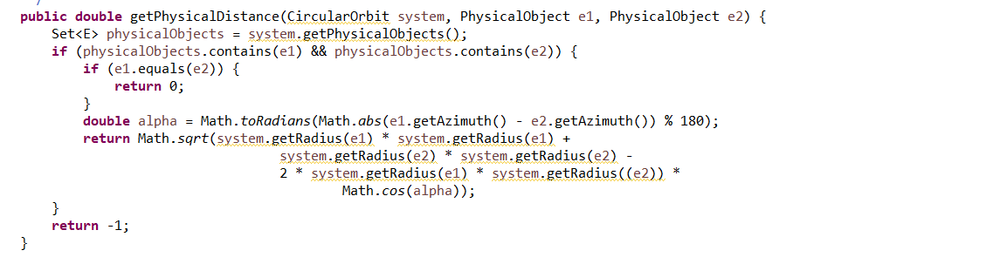 public double getPhysicalDistance(CircularOrbit system, PhysicalObject e1, PhysicalObject e2) {
Set<E> physicalObjects = system.getPhysicalObjects();
if (physicalObjects.contains(e1) && physicalObjects.contains(e2)) {
if (e1.equals(e2)) {
return 0;
}
double alpha = Math.toRadians(Math.abs(e1.getAzimuth() - e2.getAzimuth()) % 180);
return Math.sqrt(system.getRadius(e1) * system.getRadius(e1) +
system.getRadius(e2) * system.getRadius(e2) -
2 * system.getRadius(e1) * system.getRadius((e2)) *
Math.cos(alpha));
}
return -1;
}